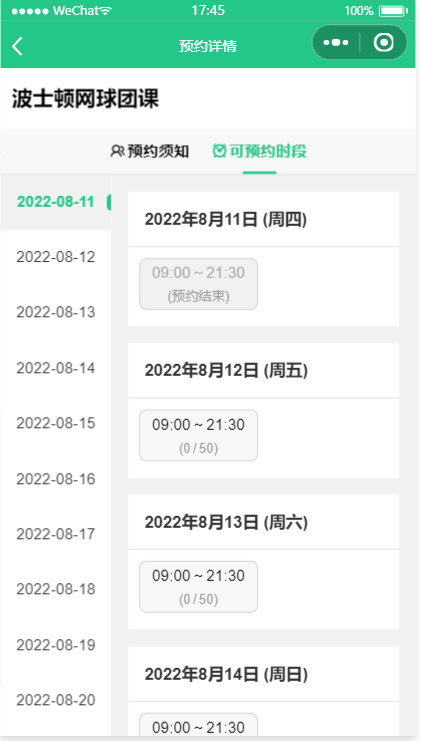 WeChat 17:45 100%
预约详情
波士顿网球团课
预约须知 可预约时段
2022-08-11
2022-08-12
2022-08-13
2022-08-14
2022-08-15
2022-08-16
2022-08-17
2022-08-18
2022-08-19
2022-08-20
2022年8月11日 (周四)
09:00 ~ 21:30
(预约结束)
2022年8月12日 (周五)
09:00 ~ 21:30
(0 / 50)
2022年8月13日 (周六)
09:00 ~ 21:30
(0 / 50)
2022年8月14日 (周日)
09:00 ~ 21:30